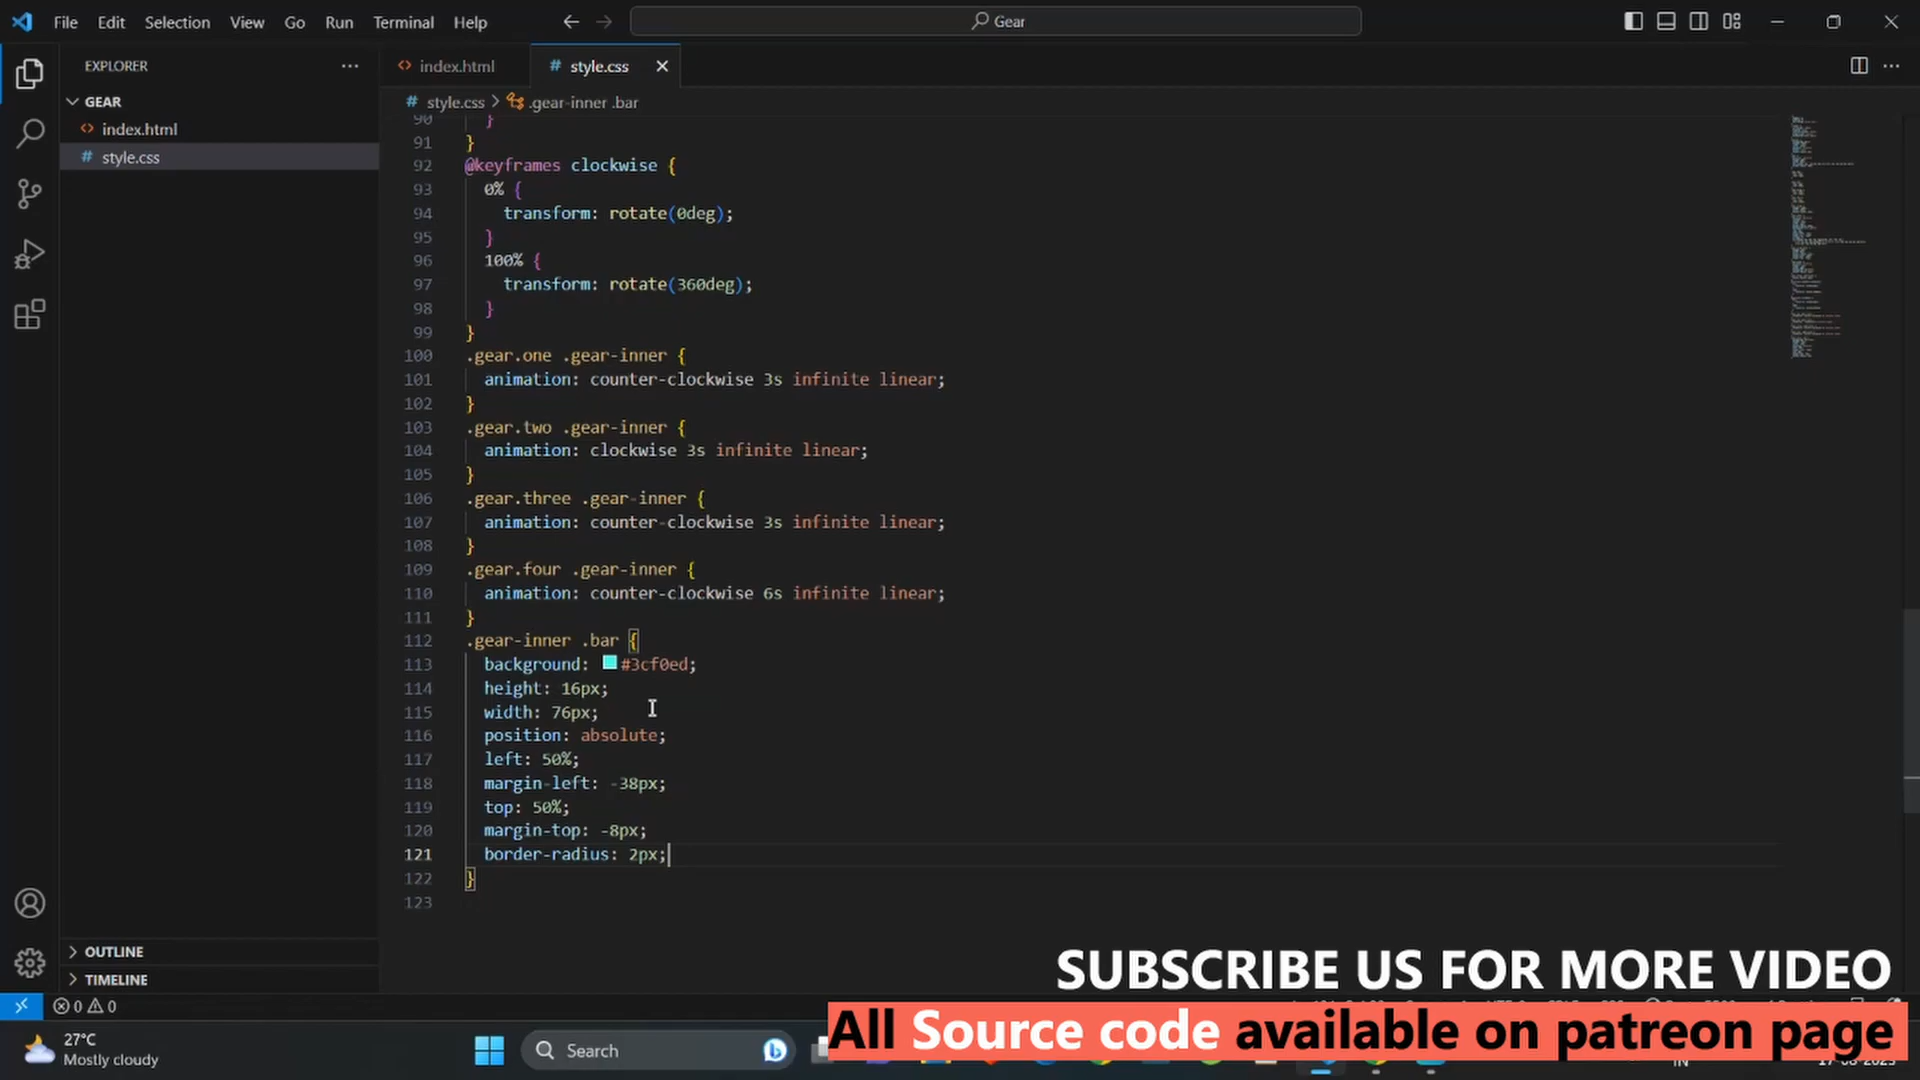 File Edit Selection View Go Run Terminal Help
Gear
EXPLORER
GEAR
index.html
style.css
index.html
style.css
style.css > .gear-inner .bar
90 }
91 }
92 @keyframes clockwise {
93 0% {
94 transform: rotate(0deg);
95 }
96 100% {
97 transform: rotate(360deg);
98 }
99 }
100 .gear.one .gear-inner {
101 animation: counter-clockwise 3s infinite linear;
102 }
103 .gear.two .gear-inner {
104 animation: clockwise 3s infinite linear;
105 }
106 .gear.three .gear-inner {
107 animation: counter-clockwise 3s infinite linear;
108 }
109 .gear.four .gear-inner {
110 animation: counter-clockwise 6s infinite linear;
111 }
112 .gear-inner .bar {
113 background: #3cf0ed;
114 height: 16px;
115 width: 76px;
116 position: absolute;
117 left: 50%;
118 margin-left: -38px;
119 top: 50%;
120 margin-top: -8px;
121 border-radius: 2px;
122 }
123
OUTLINE
TIMELINE
0 0
SUBSCRIBE US FOR MORE VIDEO
All Source code available on patreon page
27°C
Mostly cloudy
Search